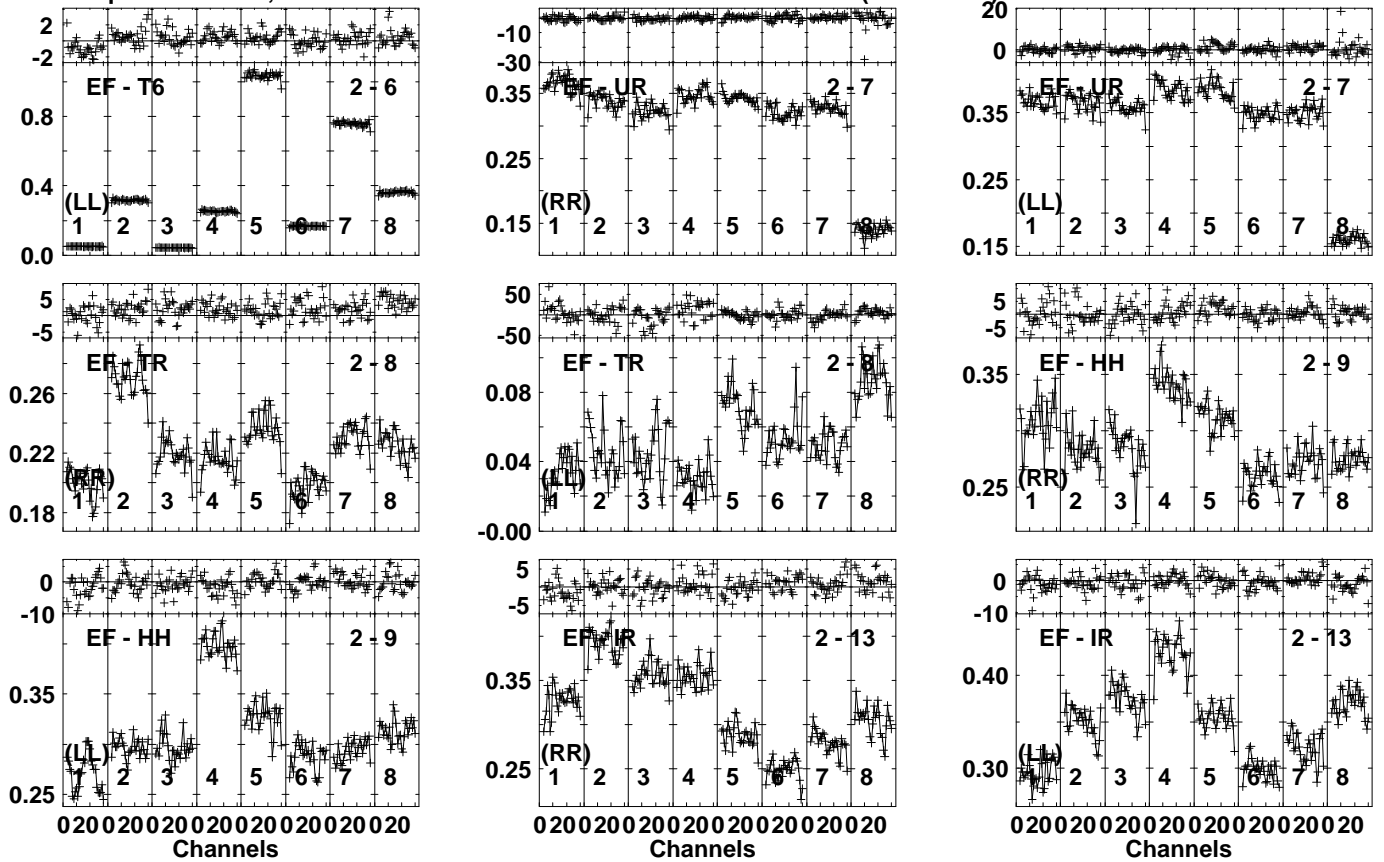 2
-2
EF - T6 2 - 6
0.8
0.4
(LL)
1 2 3 4 5 6 7 8
0.0
-10
-30
EF - UR 2 - 7
0.35
0.25
0.15
(RR)
1 2 3 4 5 6 7 8
20
0
EF - UR 2 - 7
0.35
0.25
(LL)
1 2 3 4 5 6 7 8
0.15
5
-5
EF - TR 2 - 8
0.26
0.22
(RR)
1 2 3 4 5 6 7 8
0.18
50
-50
EF - TR 2 - 8
0.08
0.04
(LL)
1 2 3 4 5 6 7 8
-0.00
5
-5
EF - HH 2 - 9
0.35
0.25
(RR)
1 2 3 4 5 6 7 8
0
-10
EF - HH 2 - 9
0.35
(LL)
1 2 3 4 5 6 7 8
0.25
5
-5
EF - IR 2 - 13
0.35
(RR)
0.25
1 2 3 4 5 6 7 8
0
-10
EF - IR 2 - 13
0.40
(LL)
0.30
1 2 3 4 5 6 7 8
0 20 0 20 0 20 0 20 0 20 0 20 0 20 0 20
Channels
0 20 0 20 0 20 0 20 0 20 0 20 0 20 0 20
Channels
0 20 0 20 0 20 0 20 0 20 0 20 0 20 0 20
Channels